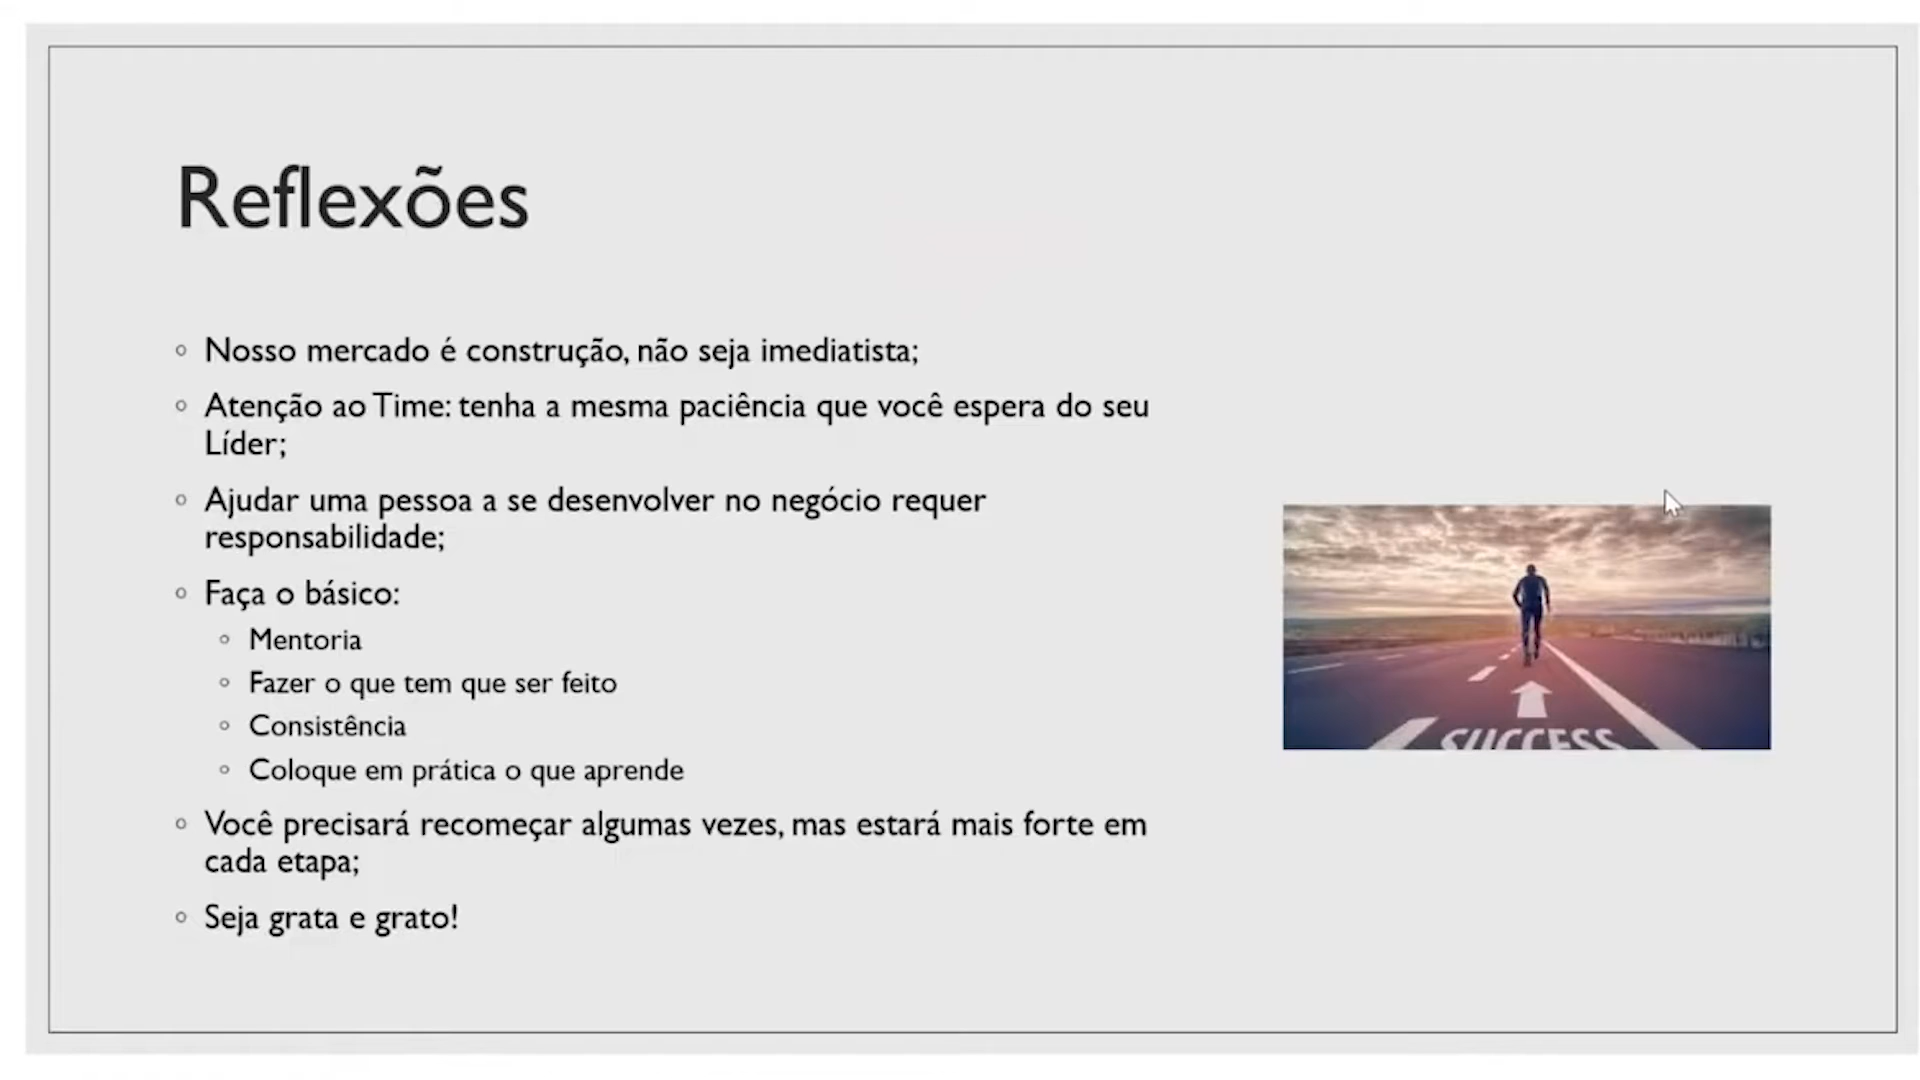 Reflexões
Nosso mercado é construção, não seja imediatista;
Atenção ao Time: tenha a mesma paciência que você espera do seu
Líder;
Ajudar uma pessoa a se desenvolver no negócio requer
responsabilidade;
Faça o básico:
Mentoria
Fazer o que tem que ser feito
Consistência
Coloque em prática o que aprende
Você precisará recomeçar algumas vezes, mas estará mais forte em
cada etapa;
Seja grata e grato!
SUCCESS